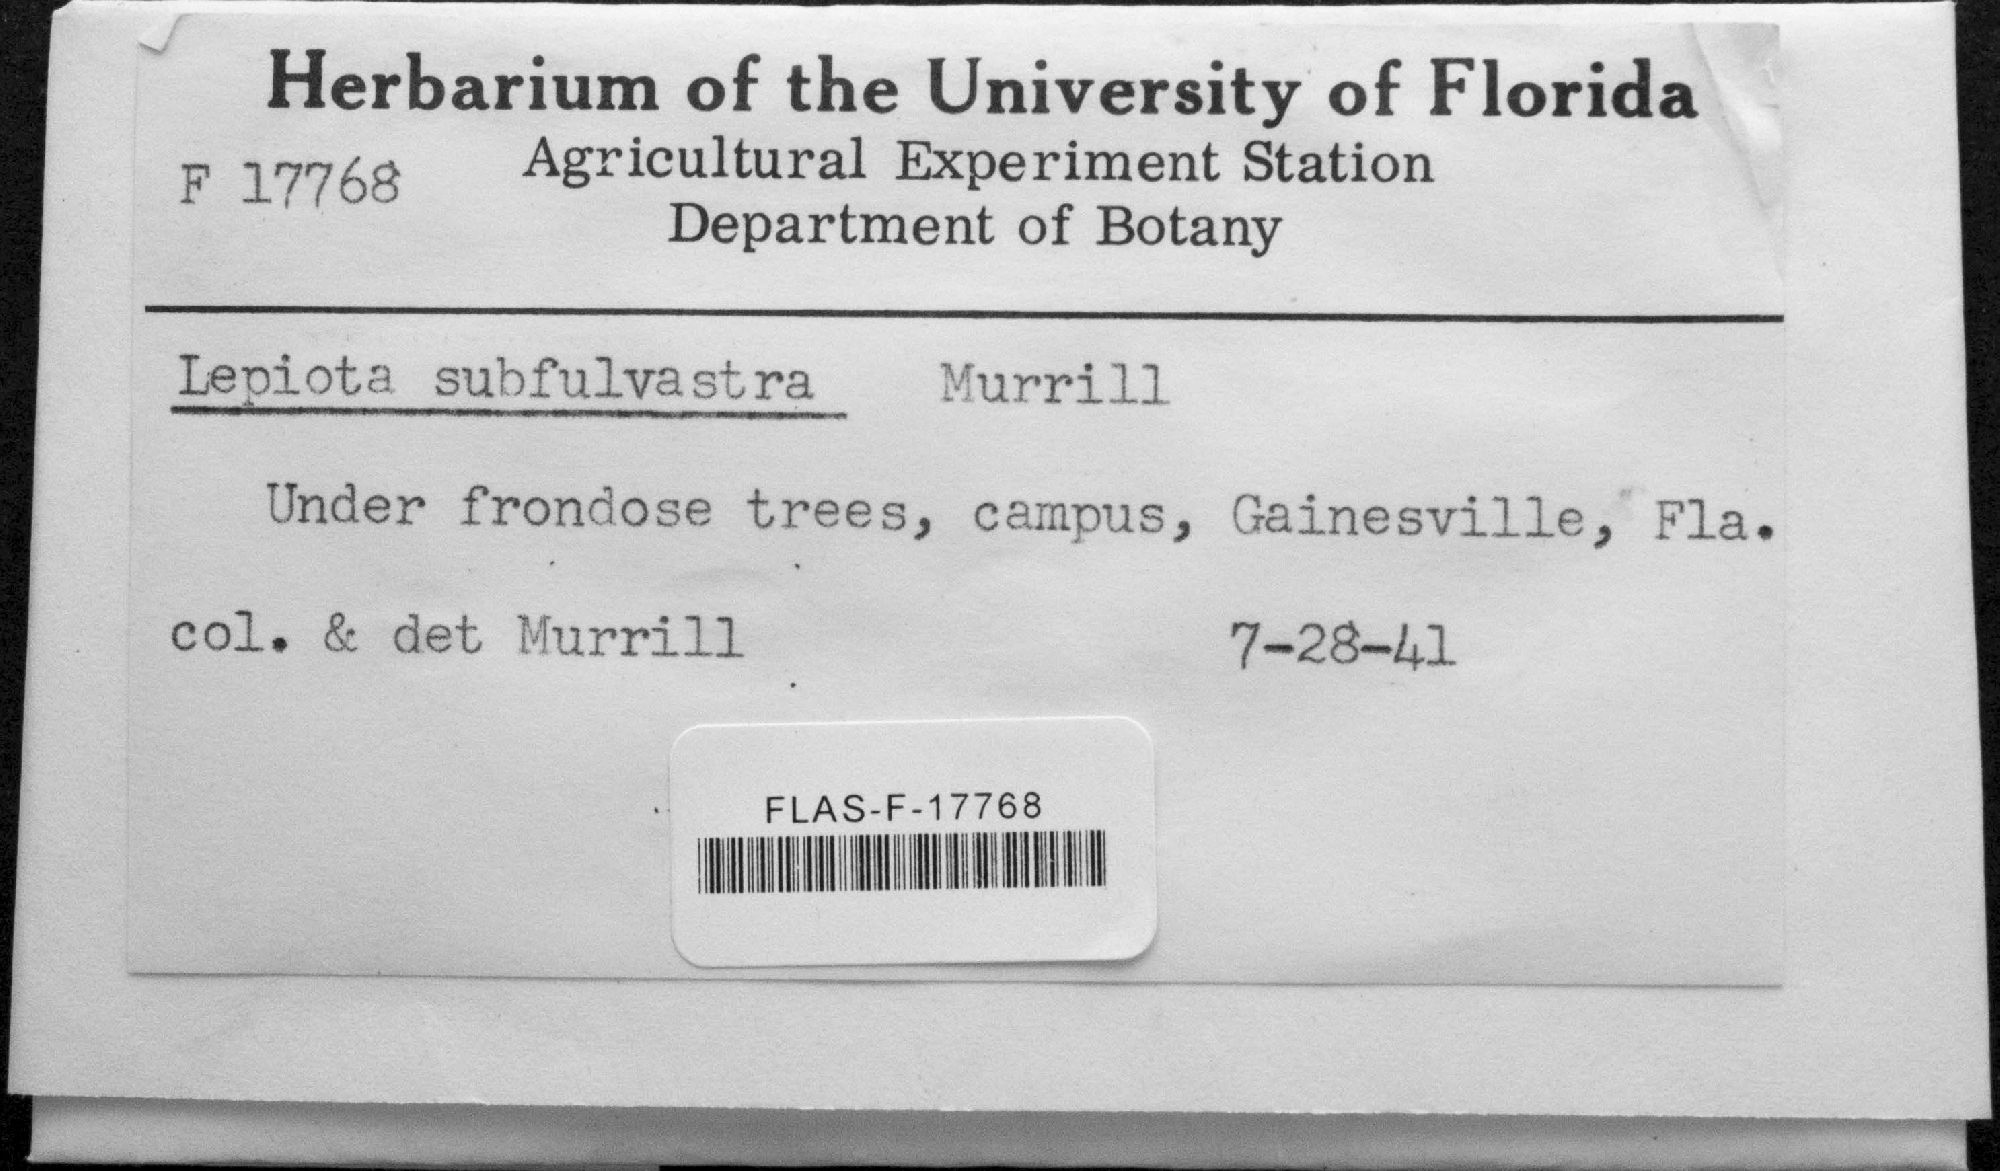 Herbarium of the University of Florida
Agricultural Experiment Station
F 17768
Department of Botany
Lepiota subfulvastra Murrill
Under frondose trees, campus, Gainesville, Fla.
col. & det Murrill 7-28-41
FLAS-F-17768